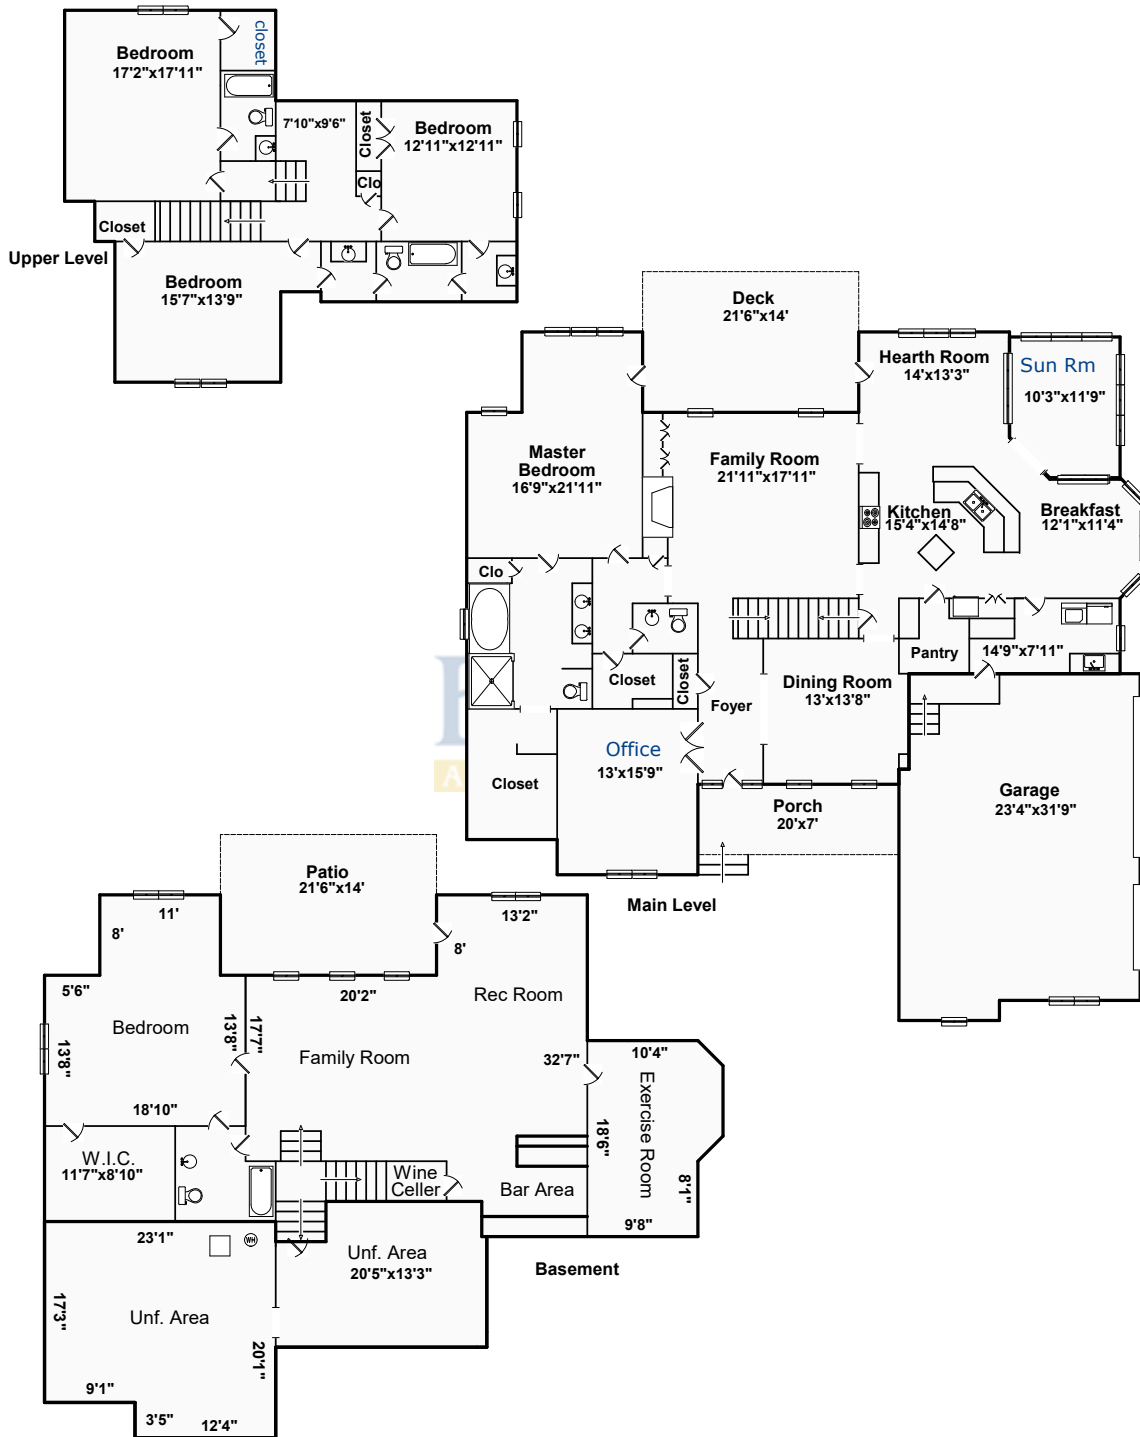 Bedroom
17'2"x17'11"
closet
7'10"x9'6"
Closet
Bedroom
12'11"x12'11"
Clo
Closet
Upper Level
Bedroom
15'7"x13'9"
Deck
21'6"x14'
Hearth Room
14'x13'3"
Sun Rm
10'3"x11'9"
Master
Bedroom
16'9"x21'11"
Family Room
21'11"x17'11"
Kitchen
15'4"x14'8"
Breakfast
12'1"x11'4"
Clo
Pantry
14'9"x7'11"
Closet
Closet
Foyer
Dining Room
13'x13'8"
Office
13'x15'9"
Closet
Porch
20'x7'
Garage
23'4"x31'9"
Main Level
Patio
21'6"x14'
11'
8'
13'2"
8'
5'6"
20'2"
Rec Room
Bedroom
13'8"
17'7"
13'8"
Family Room
32'7"
10'4"
Exercise Room
18'6"
18'10"
W.I.C.
11'7"x8'10"
Wine
Celler
Bar Area
8'1"
9'8"
23'1"
WH
Unf. Area
20'5"x13'3"
Basement
17'3"
Unf. Area
20'1"
9'1"
3'5"
12'4"